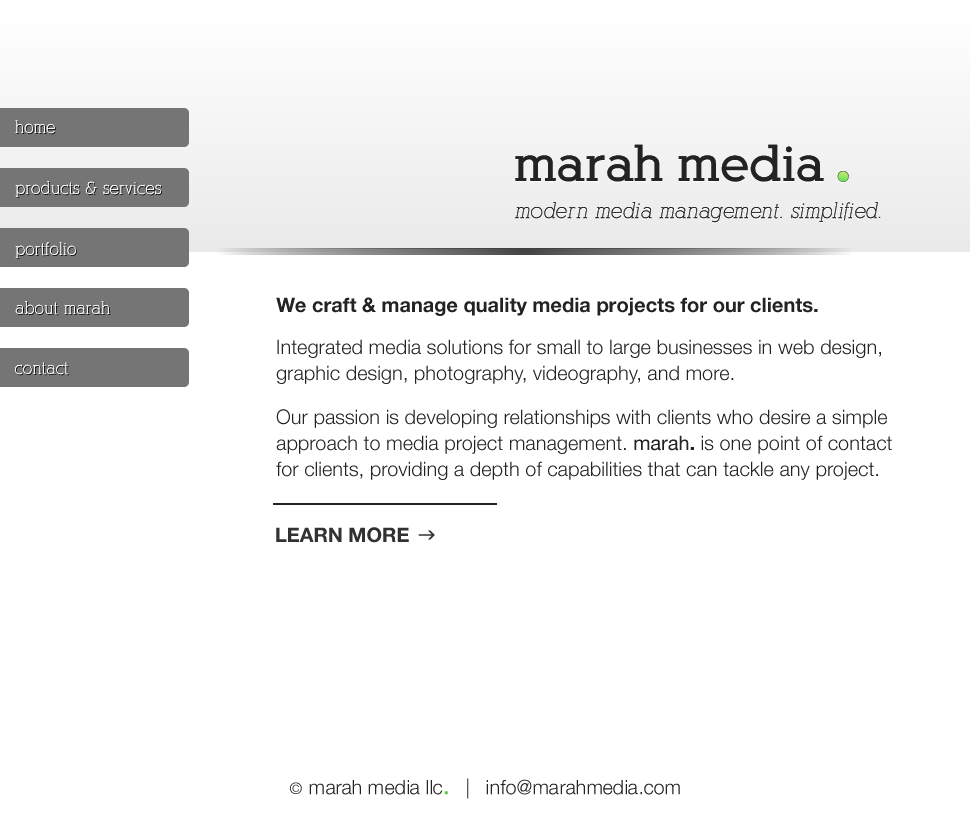 home
products & services
portfolio
about marah
contact
marah media .
modern media management. simplified.
We craft & manage quality media projects for our clients.
Integrated media solutions for small to large businesses in web design,
graphic design, photography, videography, and more.
Our passion is developing relationships with clients who desire a simple
approach to media project management. marah. is one point of contact
for clients, providing a depth of capabilities that can tackle any project.
LEARN MORE →
© marah media llc. | info@marahmedia.com